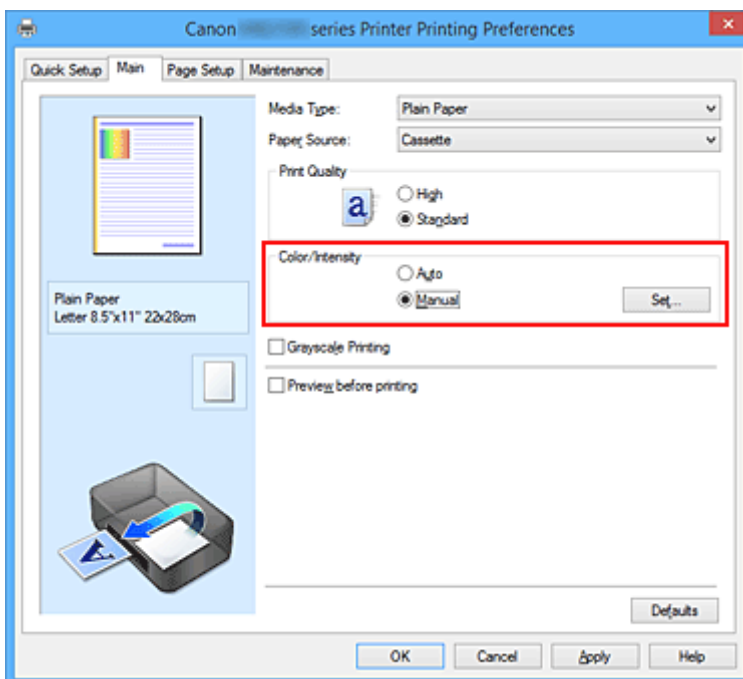 Canon series Printer Printing Preferences
Quick Setup Main Page Setup Maintenance
Media Type: Plain Paper
Paper Source: Cassette
Print Quality
a
High
Standard
Color/Intensity
Auto
Manual Set...
Plain Paper
Letter 8.5"x11" 22x28cm
Grayscale Printing
Preview before printing
A
Defaults
OK Cancel Apply Help